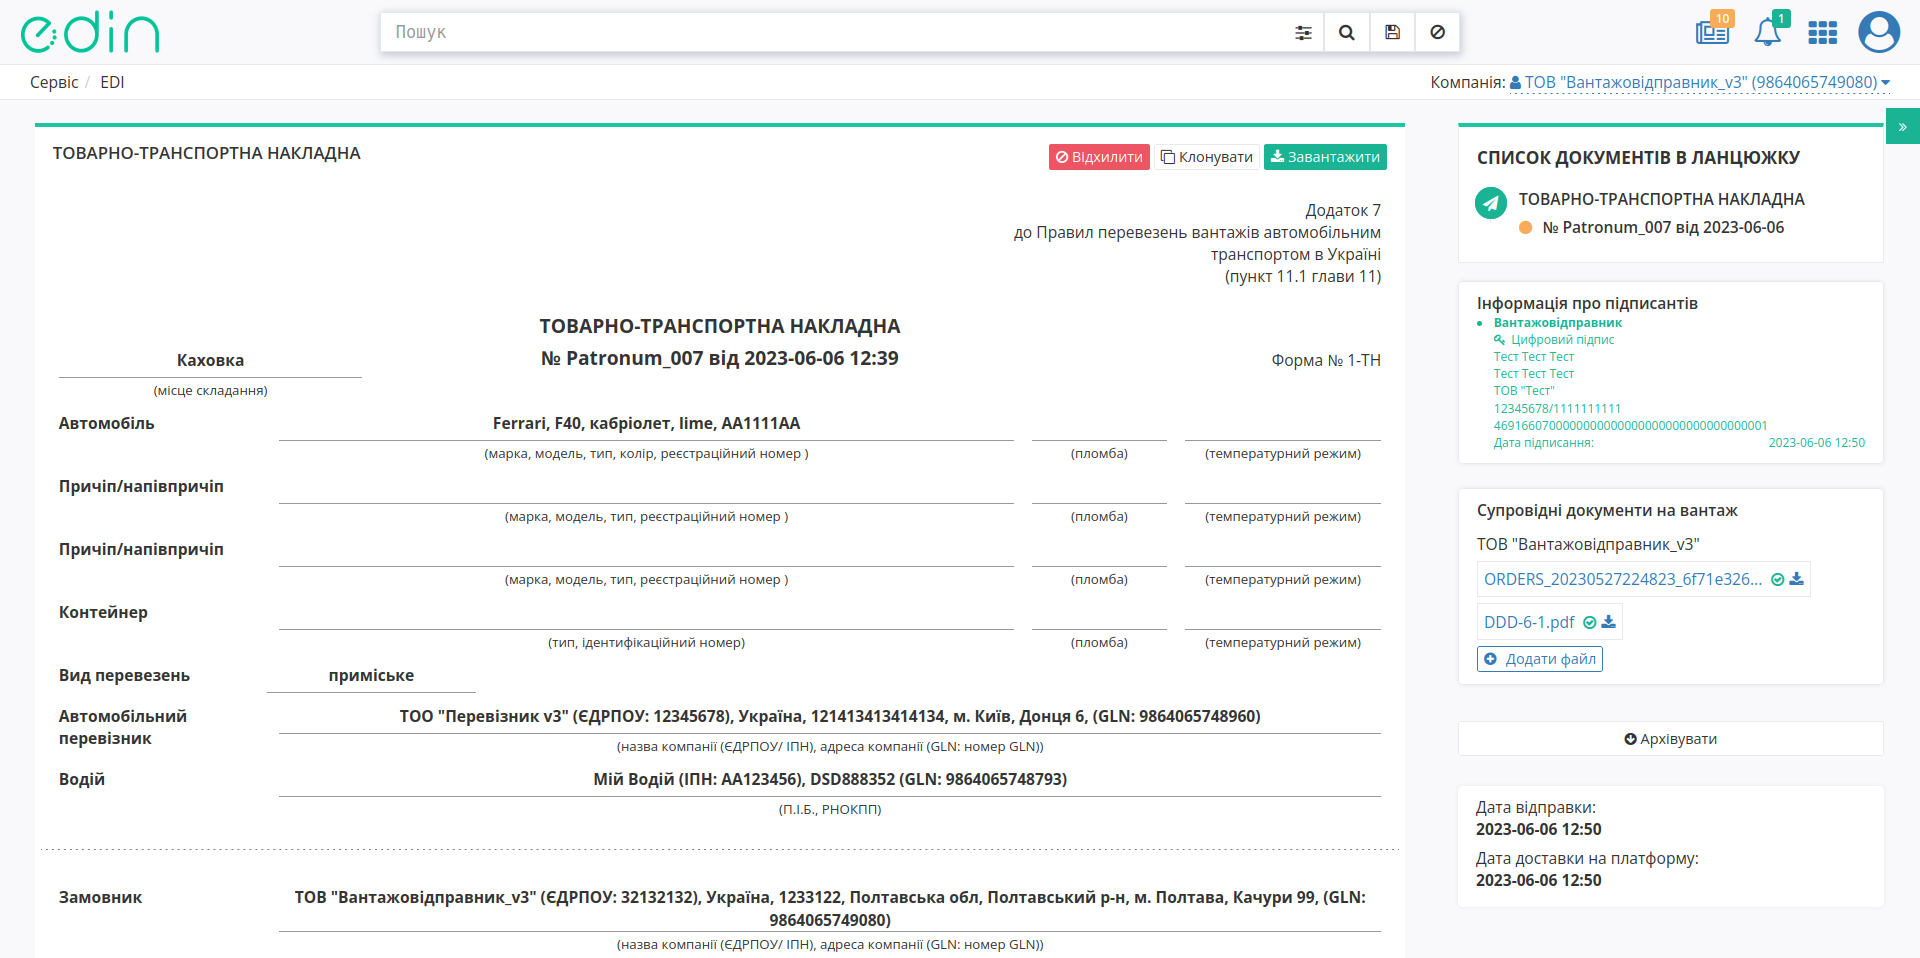 edin
Пошук
10
1
Сервіс / EDI
Компанія: ТОВ "Вантажовідправник_v3" (9864065749080)
»
ТОВАРНО-ТРАНСПОРТНА НАКЛАДНА
Відхилити
Клонувати
Завантажити
Додаток 7
до Правил перевезень вантажів автомобільним
транспортом в Україні
(пункт 11.1 глави 11)
ТОВАРНО-ТРАНСПОРТНА НАКЛАДНА
№ Patronum_007 від 2023-06-06 12:39
Каховка
(місце складання)
Форма № 1-ТН
Автомобіль
Ferrari, F40, кабріолет, lime, AA1111AA
(марка, модель, тип, колір, реєстраційний номер )
(пломба)
(температурний режим)
Причіп/напівпричіп
(марка, модель, тип, реєстраційний номер )
(пломба)
(температурний режим)
Причіп/напівпричіп
(марка, модель, тип, реєстраційний номер )
(пломба)
(температурний режим)
Контейнер
(тип, ідентифікаційний номер)
(пломба)
(температурний режим)
Вид перевезень
приміське
Автомобільний
перевізник
ТОО "Перевізник v3" (ЄДРПОУ: 12345678), Україна, 121413413414134, м. Київ, Донця 6, (GLN: 9864065748960)
(назва компанії (ЄДРПОУ/ ІПН), адреса компанії (GLN: номер GLN))
Водій
Мій Водій (ІПН: АА123456), DSD888352 (GLN: 9864065748793)
(П.І.Б., РНОКПП)
Замовник
ТОВ "Вантажовідправник_v3" (ЄДРПОУ: 32132132), Україна, 1233122, Полтавська обл, Полтавський р-н, м. Полтава, Качури 99, (GLN:
9864065749080)
(назва компанії (ЄДРПОУ/ ІПН), адреса компанії (GLN: номер GLN))
СПИСОК ДОКУМЕНТІВ В ЛАНЦЮЖКУ
ТОВАРНО-ТРАНСПОРТНА НАКЛАДНА
№ Patronum_007 від 2023-06-06
Інформація про підписантів
Вантажовідправник
Цифровий підпис
Тест Тест Тест
Тест Тест Тест
ТОВ "Тест"
12345678/1111111111
Дата підписання: 2023-06-06 12:50
Супровідні документи на вантаж
ТОВ "Вантажовідправник_v3"
ORDERS_20230527224823_6f71e326...
DDD-6-1.pdf
Додати файл
Архівувати
Дата відправки:
2023-06-06 12:50
Дата доставки на платформу:
2023-06-06 12:50